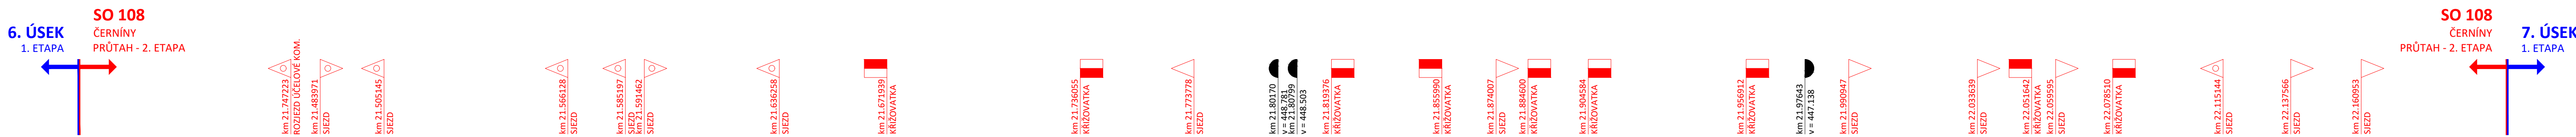 6. ÚSEK
1. ETAPA
SO 108
ČERNÍNY
PRŮTAH - 2. ETAPA
km 21.747223
ROZJEZD ÚČELOVÉ KOM.
km 21.483971
SJEZD
km 21.505145
SJEZD
km 21.566128
SJEZD
km 21.585197
SJEZD
km 21.591462
SJEZD
km 21.636258
SJEZD
km 21.671939
KŘIŽOVATKA
km 21.736055
KŘIŽOVATKA
km 21.773778
SJEZD
km 21.80170
v = 448.781
km 21.80799
v = 448.503
km 21.819376
KŘIŽOVATKA
km 21.855990
KŘIŽOVATKA
km 21.874007
SJEZD
km 21.884600
KŘIŽOVATKA
km 21.904584
KŘIŽOVATKA
km 21.956912
KŘIŽOVATKA
km 21.97643
v = 447.138
km 21.990947
SJEZD
km 22.033639
SJEZD
km 22.051642
KŘIŽOVATKA
km 22.059595
SJEZD
km 22.078510
KŘIŽOVATKA
km 22.115144
SJEZD
km 22.137566
SJEZD
km 22.160953
SJEZD
SO 108
ČERNÍNY
PRŮTAH - 2. ETAPA
7. ÚSEK
1. ETAPA